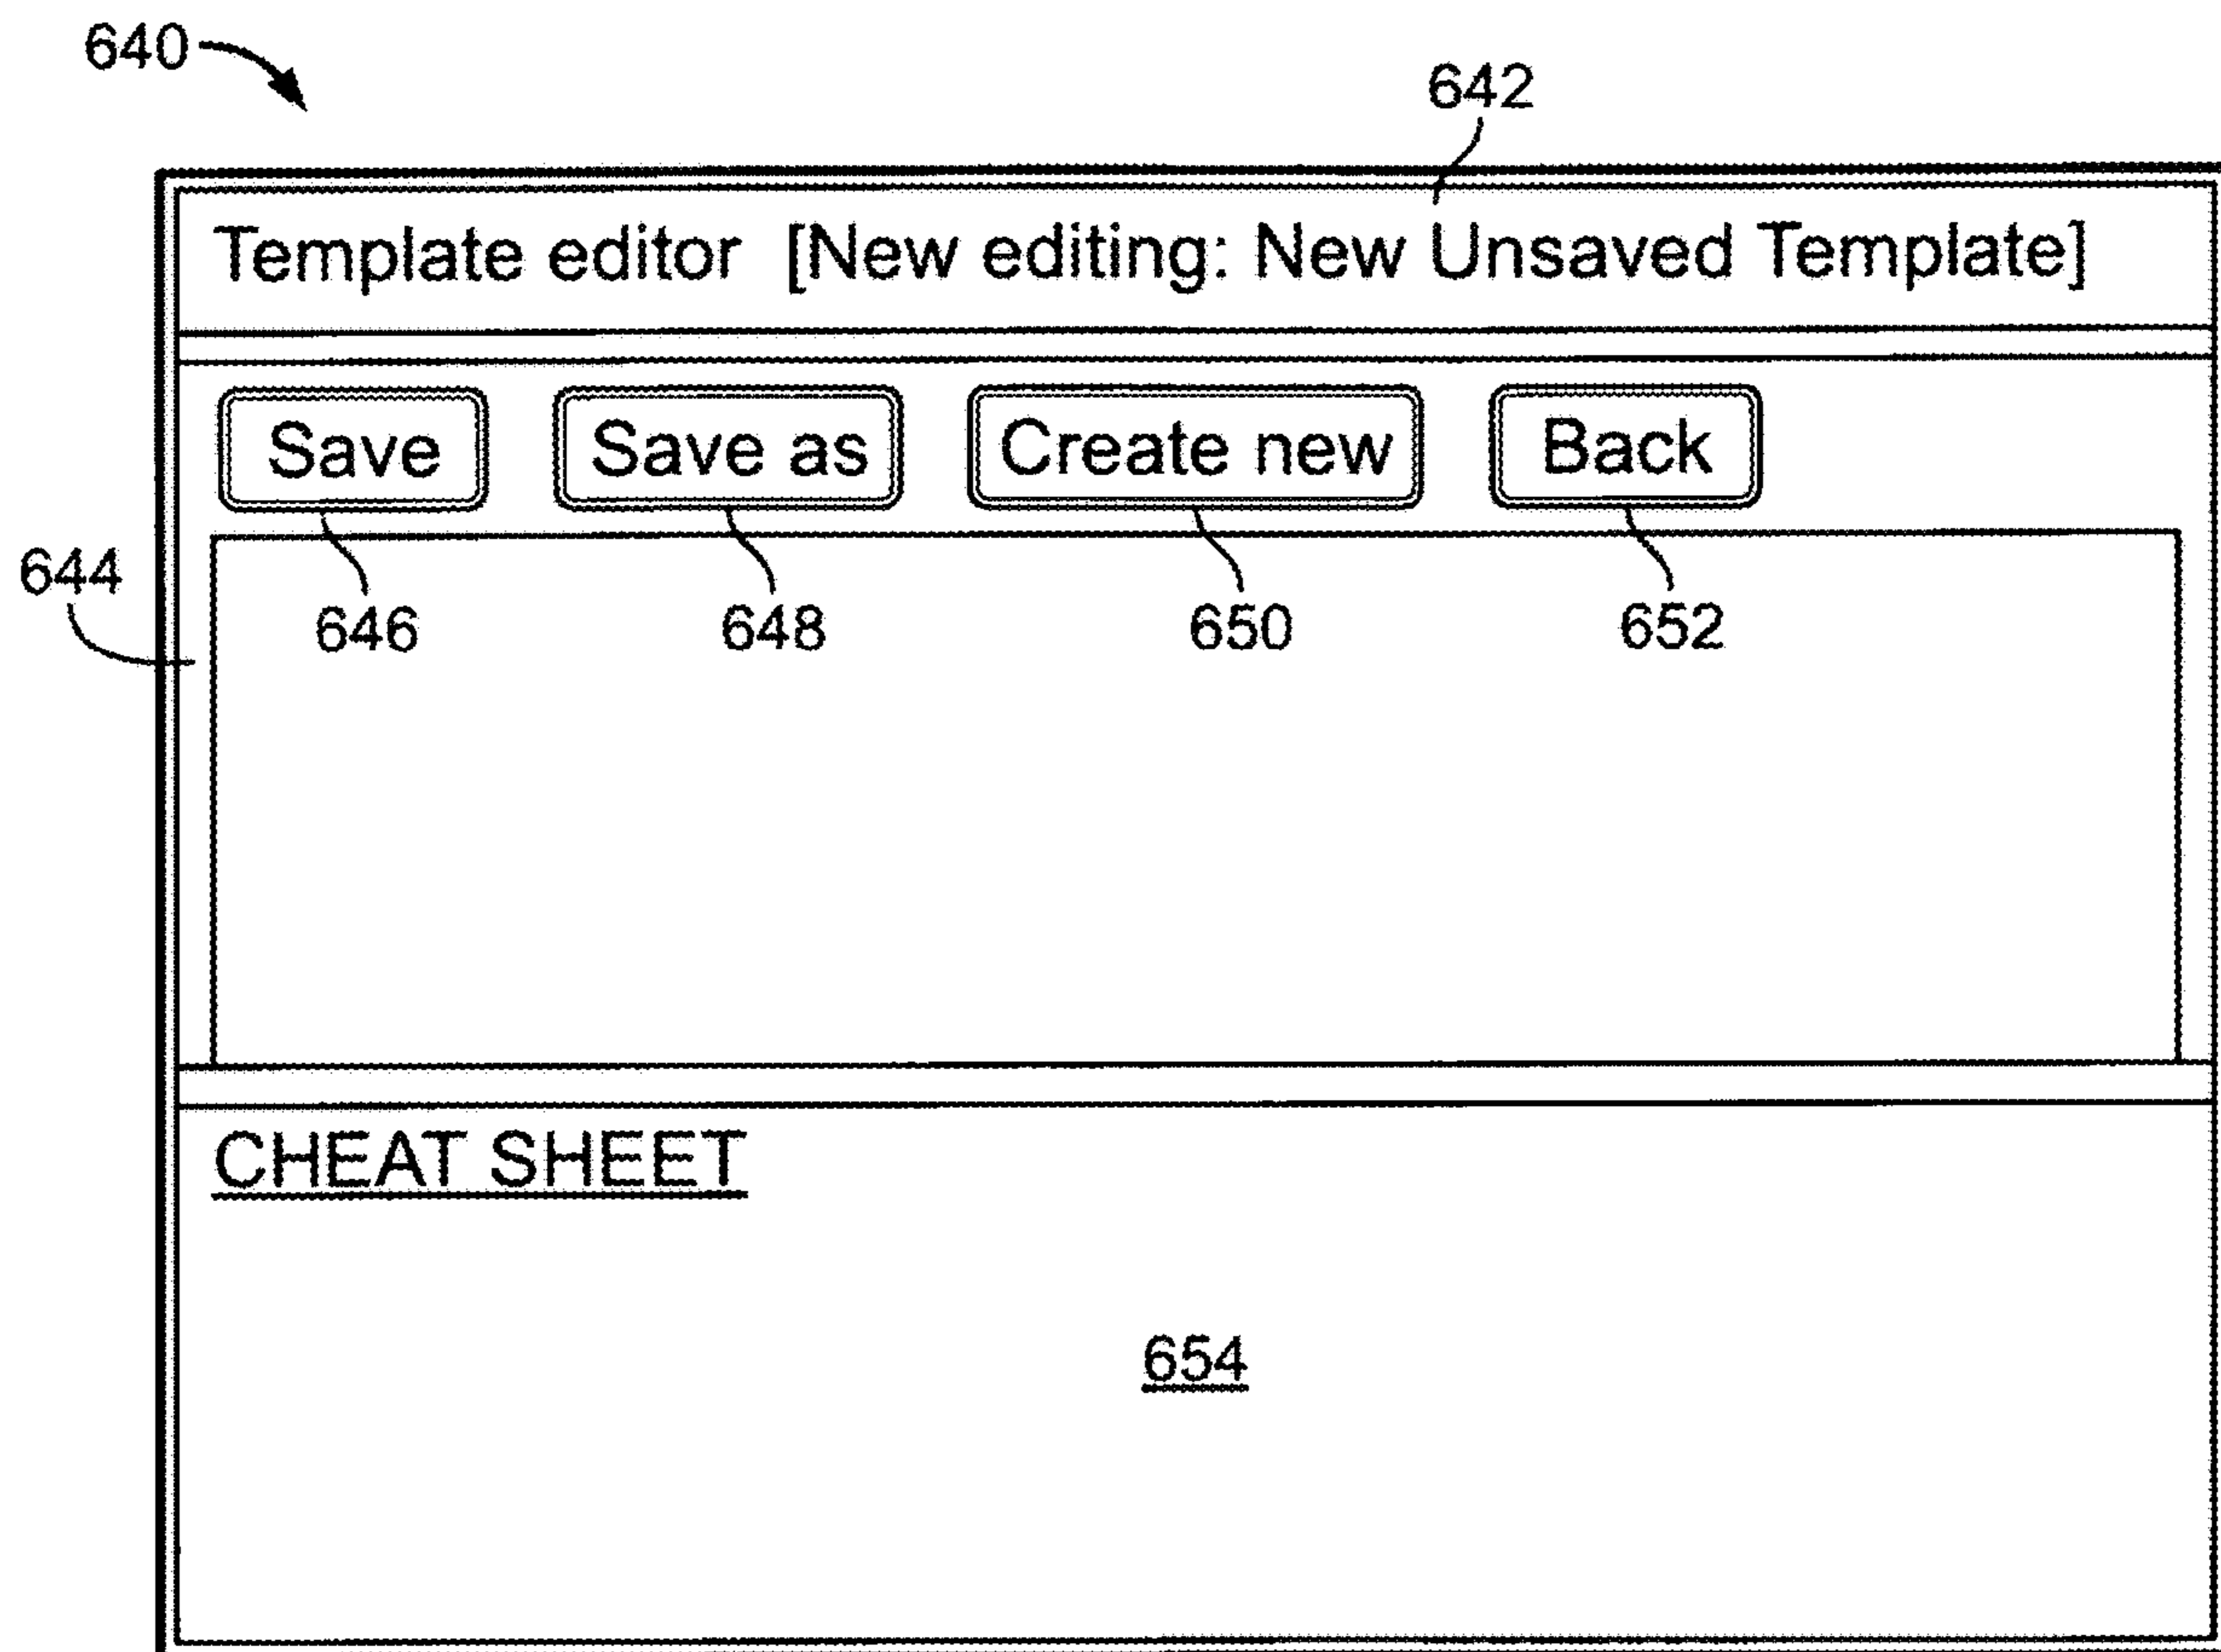 640
642
Template editor [New editing: New Unsaved Template]
Save Save as Create new Back
644
646 648 650 652
CHEAT SHEET
654